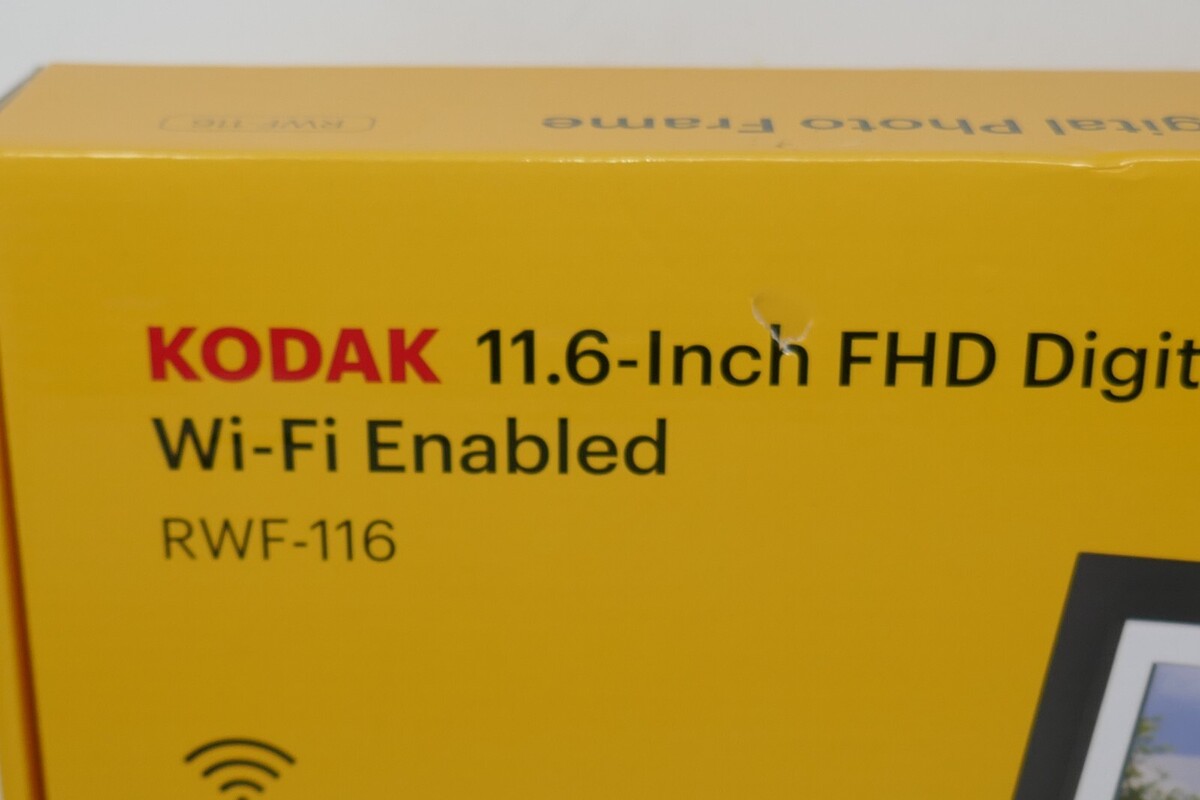 RWF-116
gital Photo Frame
KODAK 11.6-Inch FHD Digit
Wi-Fi Enabled
RWF-116